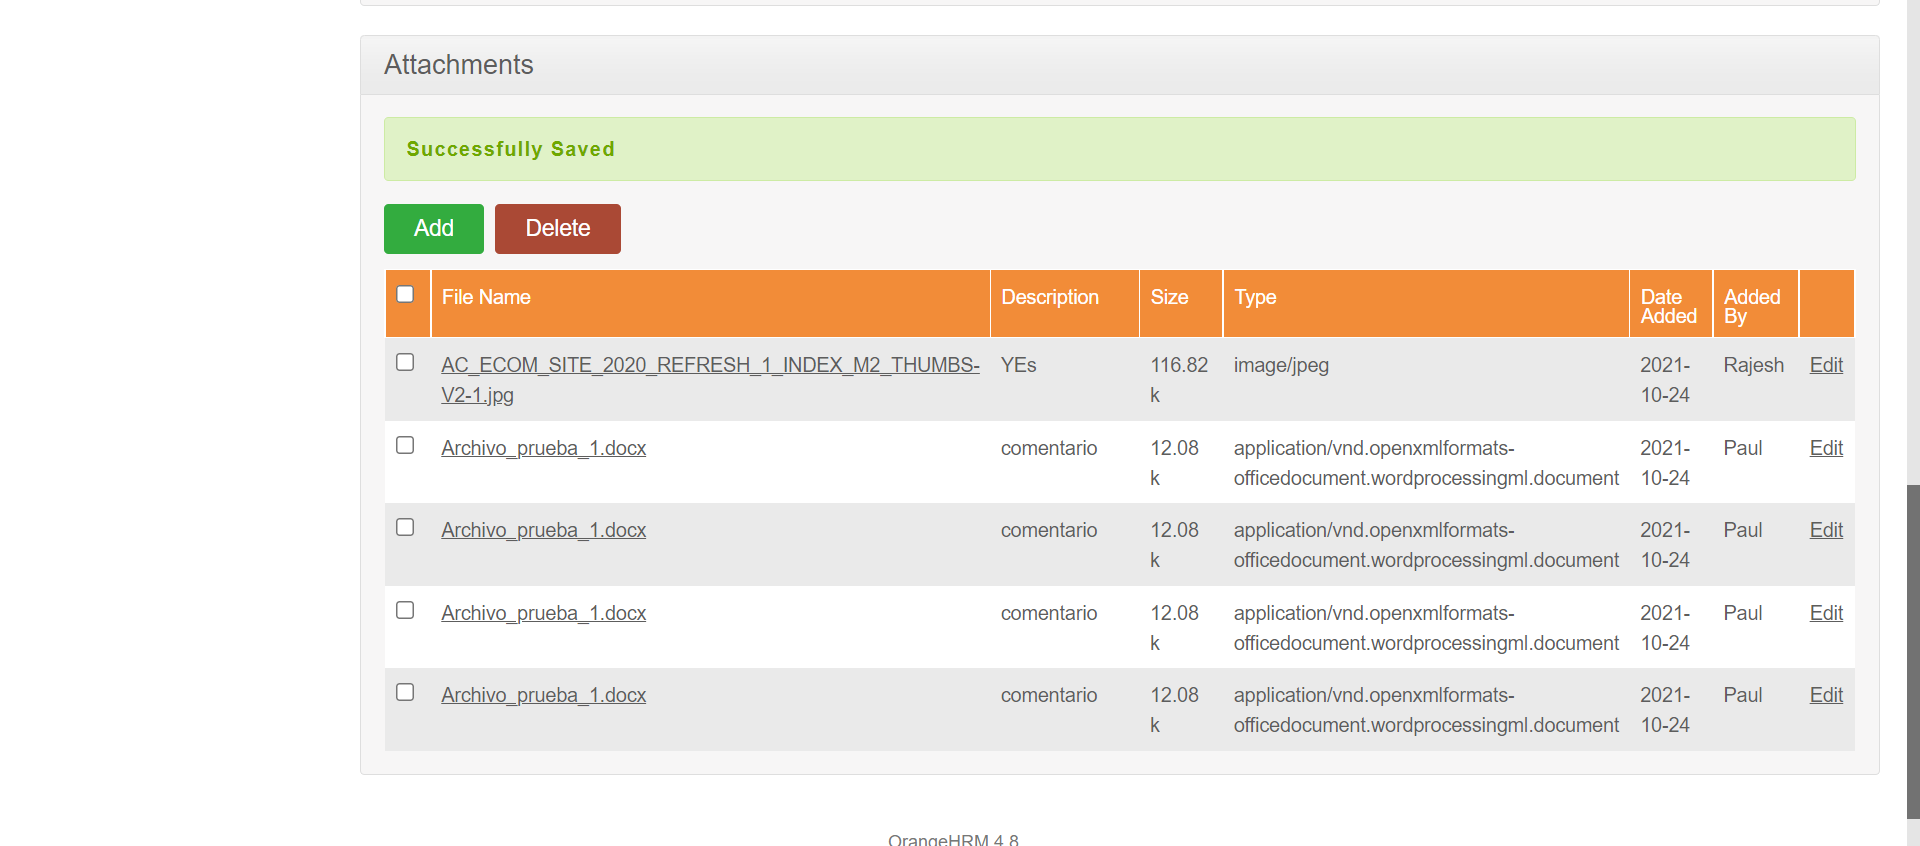 Attachments
Successfully Saved
Add Delete
File Name Description Size Type Date Added Added By
AC_ECOM_SITE_2020_REFRESH_1_INDEX_M2_THUMBS- YEs 116.82 image/jpeg 2021- Rajesh Edit
V2-1.jpg k 10-24
Archivo_prueba_1.docx comentario 12.08 application/vnd.openxmlformats- 2021- Paul Edit
k officedocument.wordprocessingml.document 10-24
Archivo_prueba_1.docx comentario 12.08 application/vnd.openxmlformats- 2021- Paul Edit
k officedocument.wordprocessingml.document 10-24
Archivo_prueba_1.docx comentario 12.08 application/vnd.openxmlformats- 2021- Paul Edit
k officedocument.wordprocessingml.document 10-24
Archivo_prueba_1.docx comentario 12.08 application/vnd.openxmlformats- 2021- Paul Edit
k officedocument.wordprocessingml.document 10-24
OrangeHRM 4.8